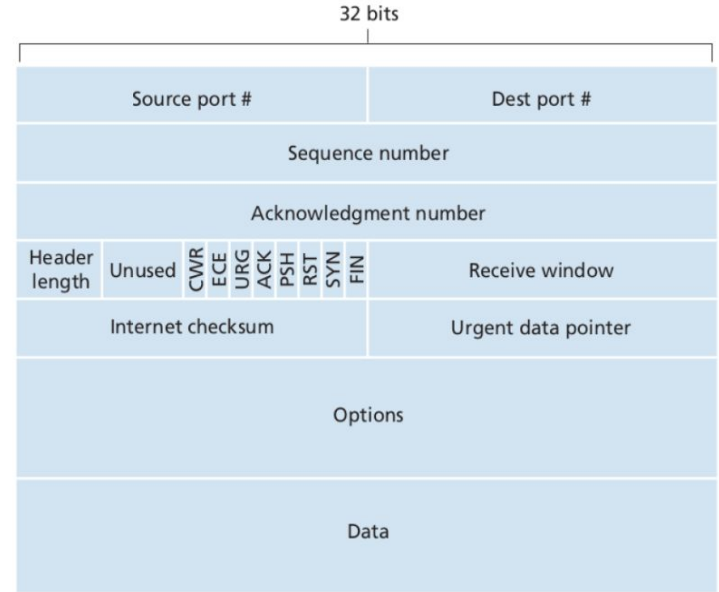 32 bits
Source port #
Dest port #
Sequence number
Acknowledgment number
Header
length
Unused
CWR
ECE
URG
ACK
PSH
RST
SYN
FIN
Receive window
Internet checksum
Urgent data pointer
Options
Data